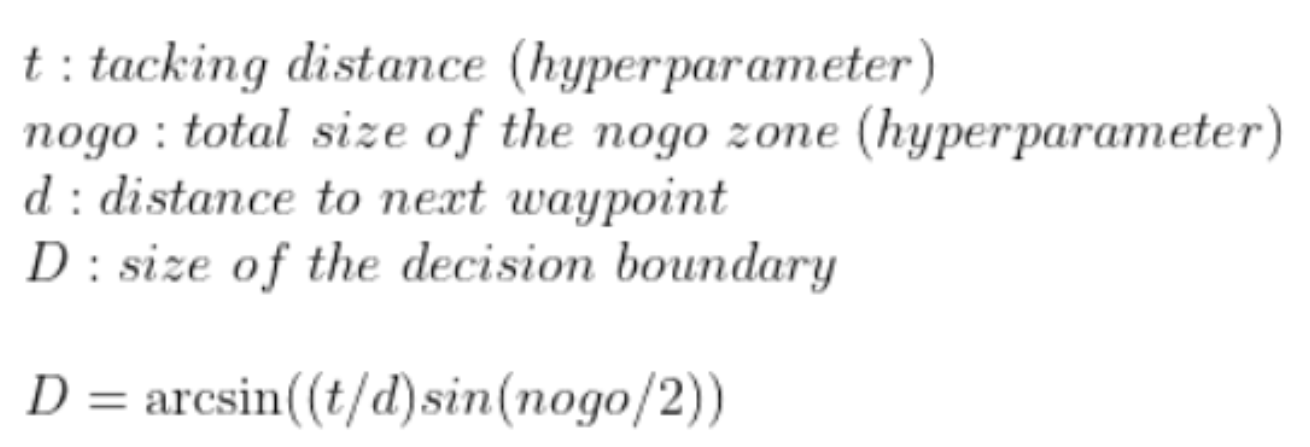 t : tacking distance (hyperparameter)
nogo : total size of the nogo zone (hyperparameter)
d : distance to next waypoint
D : size of the decision boundary
D = arcsin((t/d)sin(nogo/2))